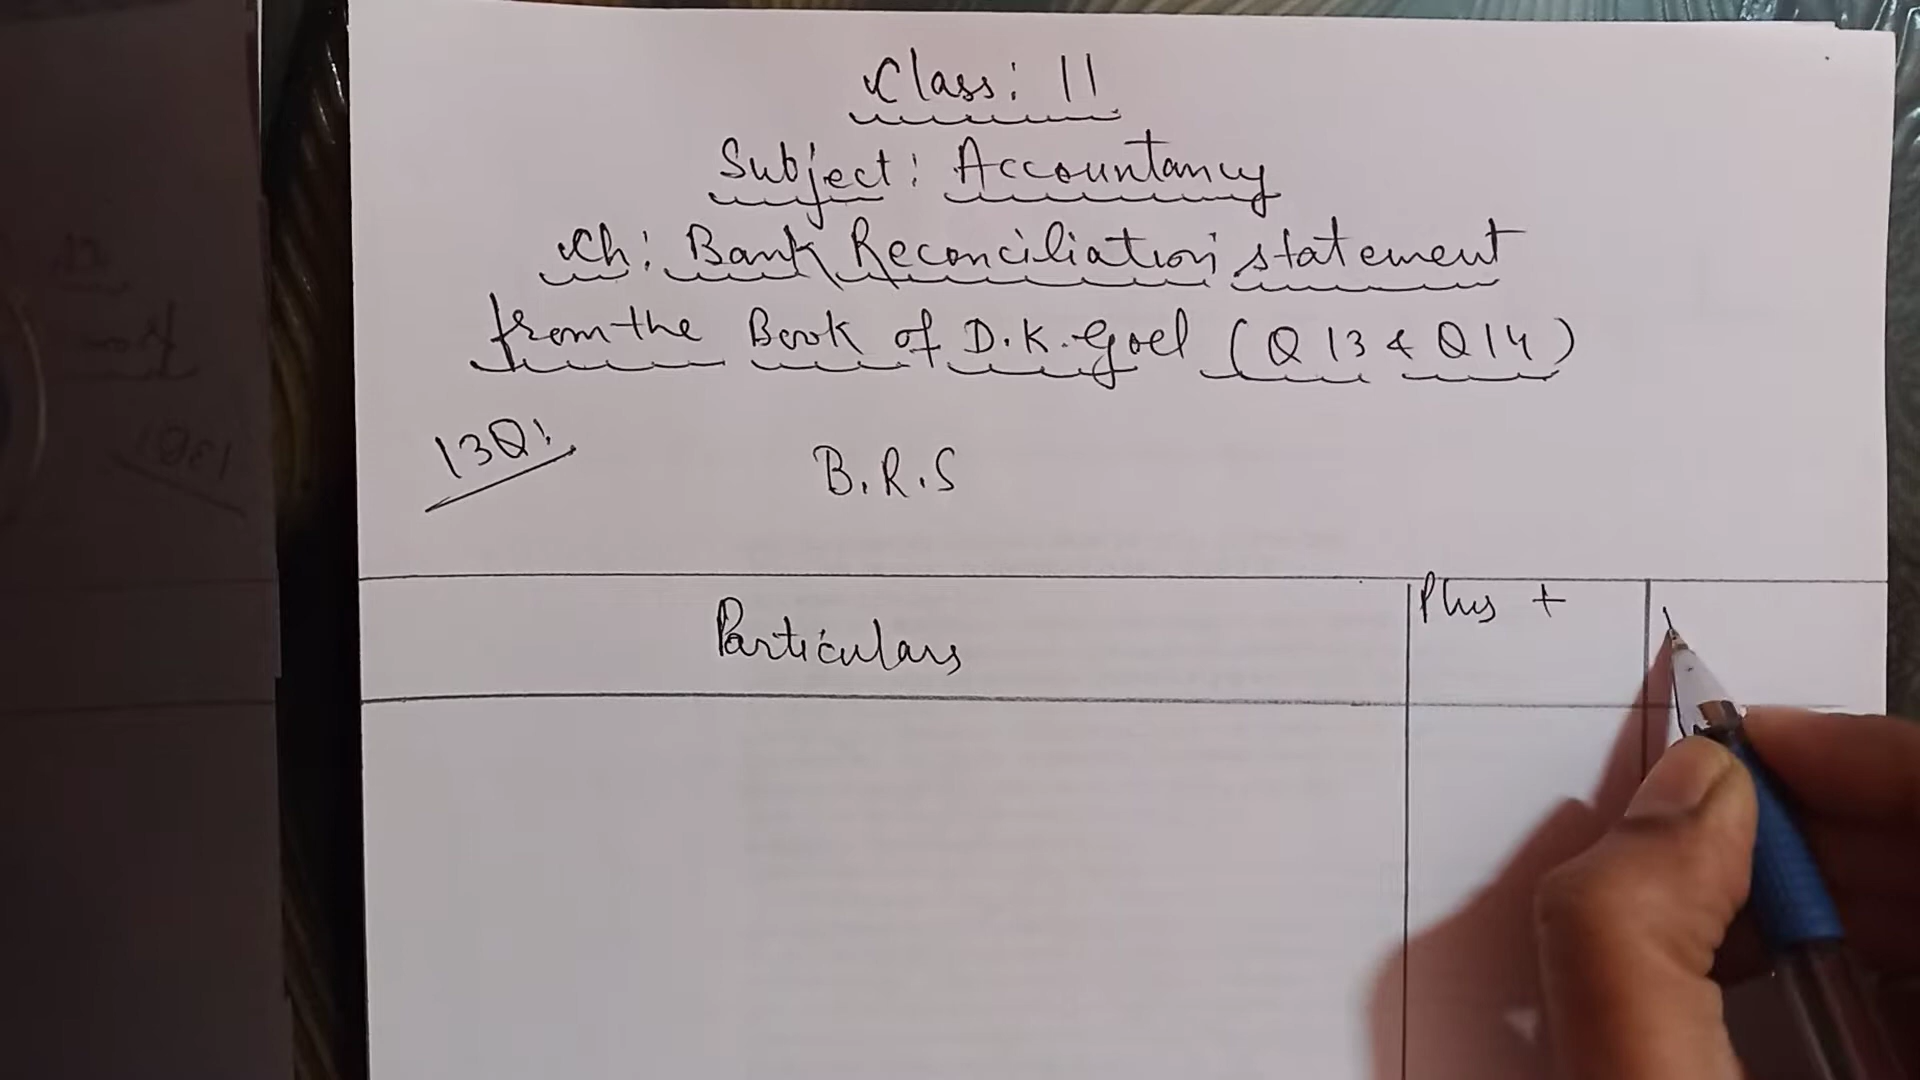 Class: 11
Subject: Accountancy
Ch: Bank Reconciliation statement
from the Book of D.K. Goel (Q 13 & Q 14)
13Q:
B.R.S
Particulars
Plus +